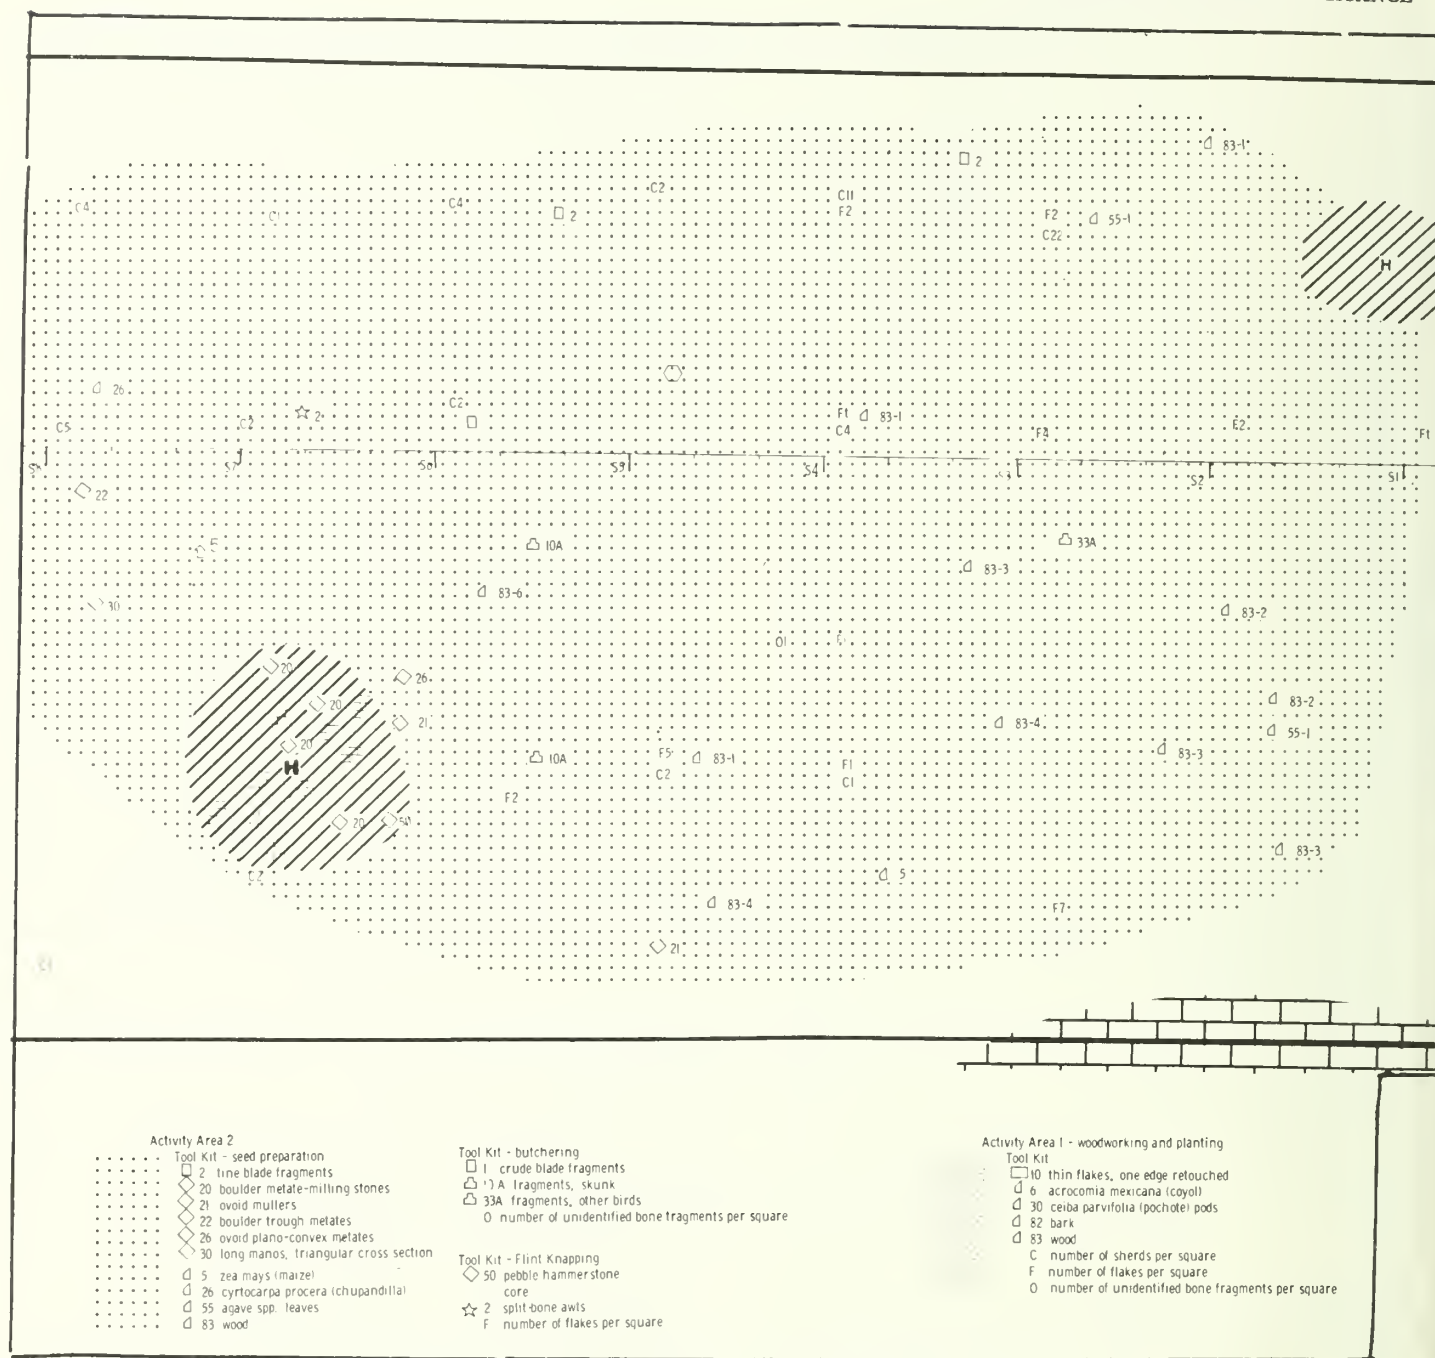 83-1
2
C2
C11
C4
C4
C1
2
F2
F2
55-1
C22
H
26
C2
2
C2
F1
83-1
C5
C4
F4
E2
F1
S7
S6
S9
S4
S2
S1
22
5
10A
33A
83-3
83-6
30
83-2
O1
20
26
20
83-2
21
83-4
55-1
20
10A
F5
83-1
83-3
H
C2
F1
C1
F2
20
83-3
C2
5
83-4
F7
21
Activity Area 2
Tool Kit - seed preparation
2 fine blade fragments
20 boulder metate-milling stones
21 ovoid mullers
22 boulder trough metates
26 ovoid plano-convex metates
30 long manos, triangular cross section
5 zea mays (maize)
26 cyrtocarpa procera (chupandilla)
55 agave spp. leaves
83 wood
Tool Kit - butchering
1 crude blade fragments
A fragments, skunk
33A fragments, other birds
O number of unidentified bone fragments per square
Tool Kit - Flint Knapping
50 pebble hammerstone
core
2 split-bone awls
F number of flakes per square
Activity Area 1 - woodworking and planting
Tool Kit
10 thin flakes, one edge retouched
6 acrocomia mexicana (coyol)
30 ceiba parvifolia (pochote) pods
82 bark
83 wood
C number of sherds per square
F number of flakes per square
O number of unidentified bone fragments per square